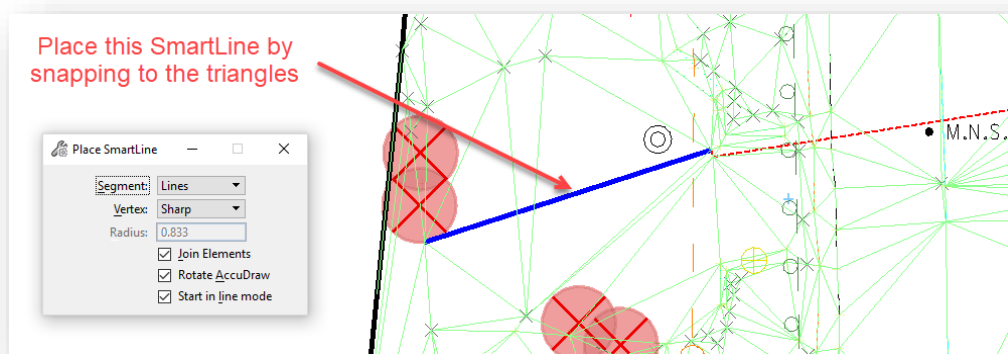 Place this SmartLine by
snapping to the triangles
Place SmartLine
Segment: Lines
Vertex: Sharp
Radius: 0.833
Join Elements
Rotate AccuDraw
Start in line mode
M.N.S.